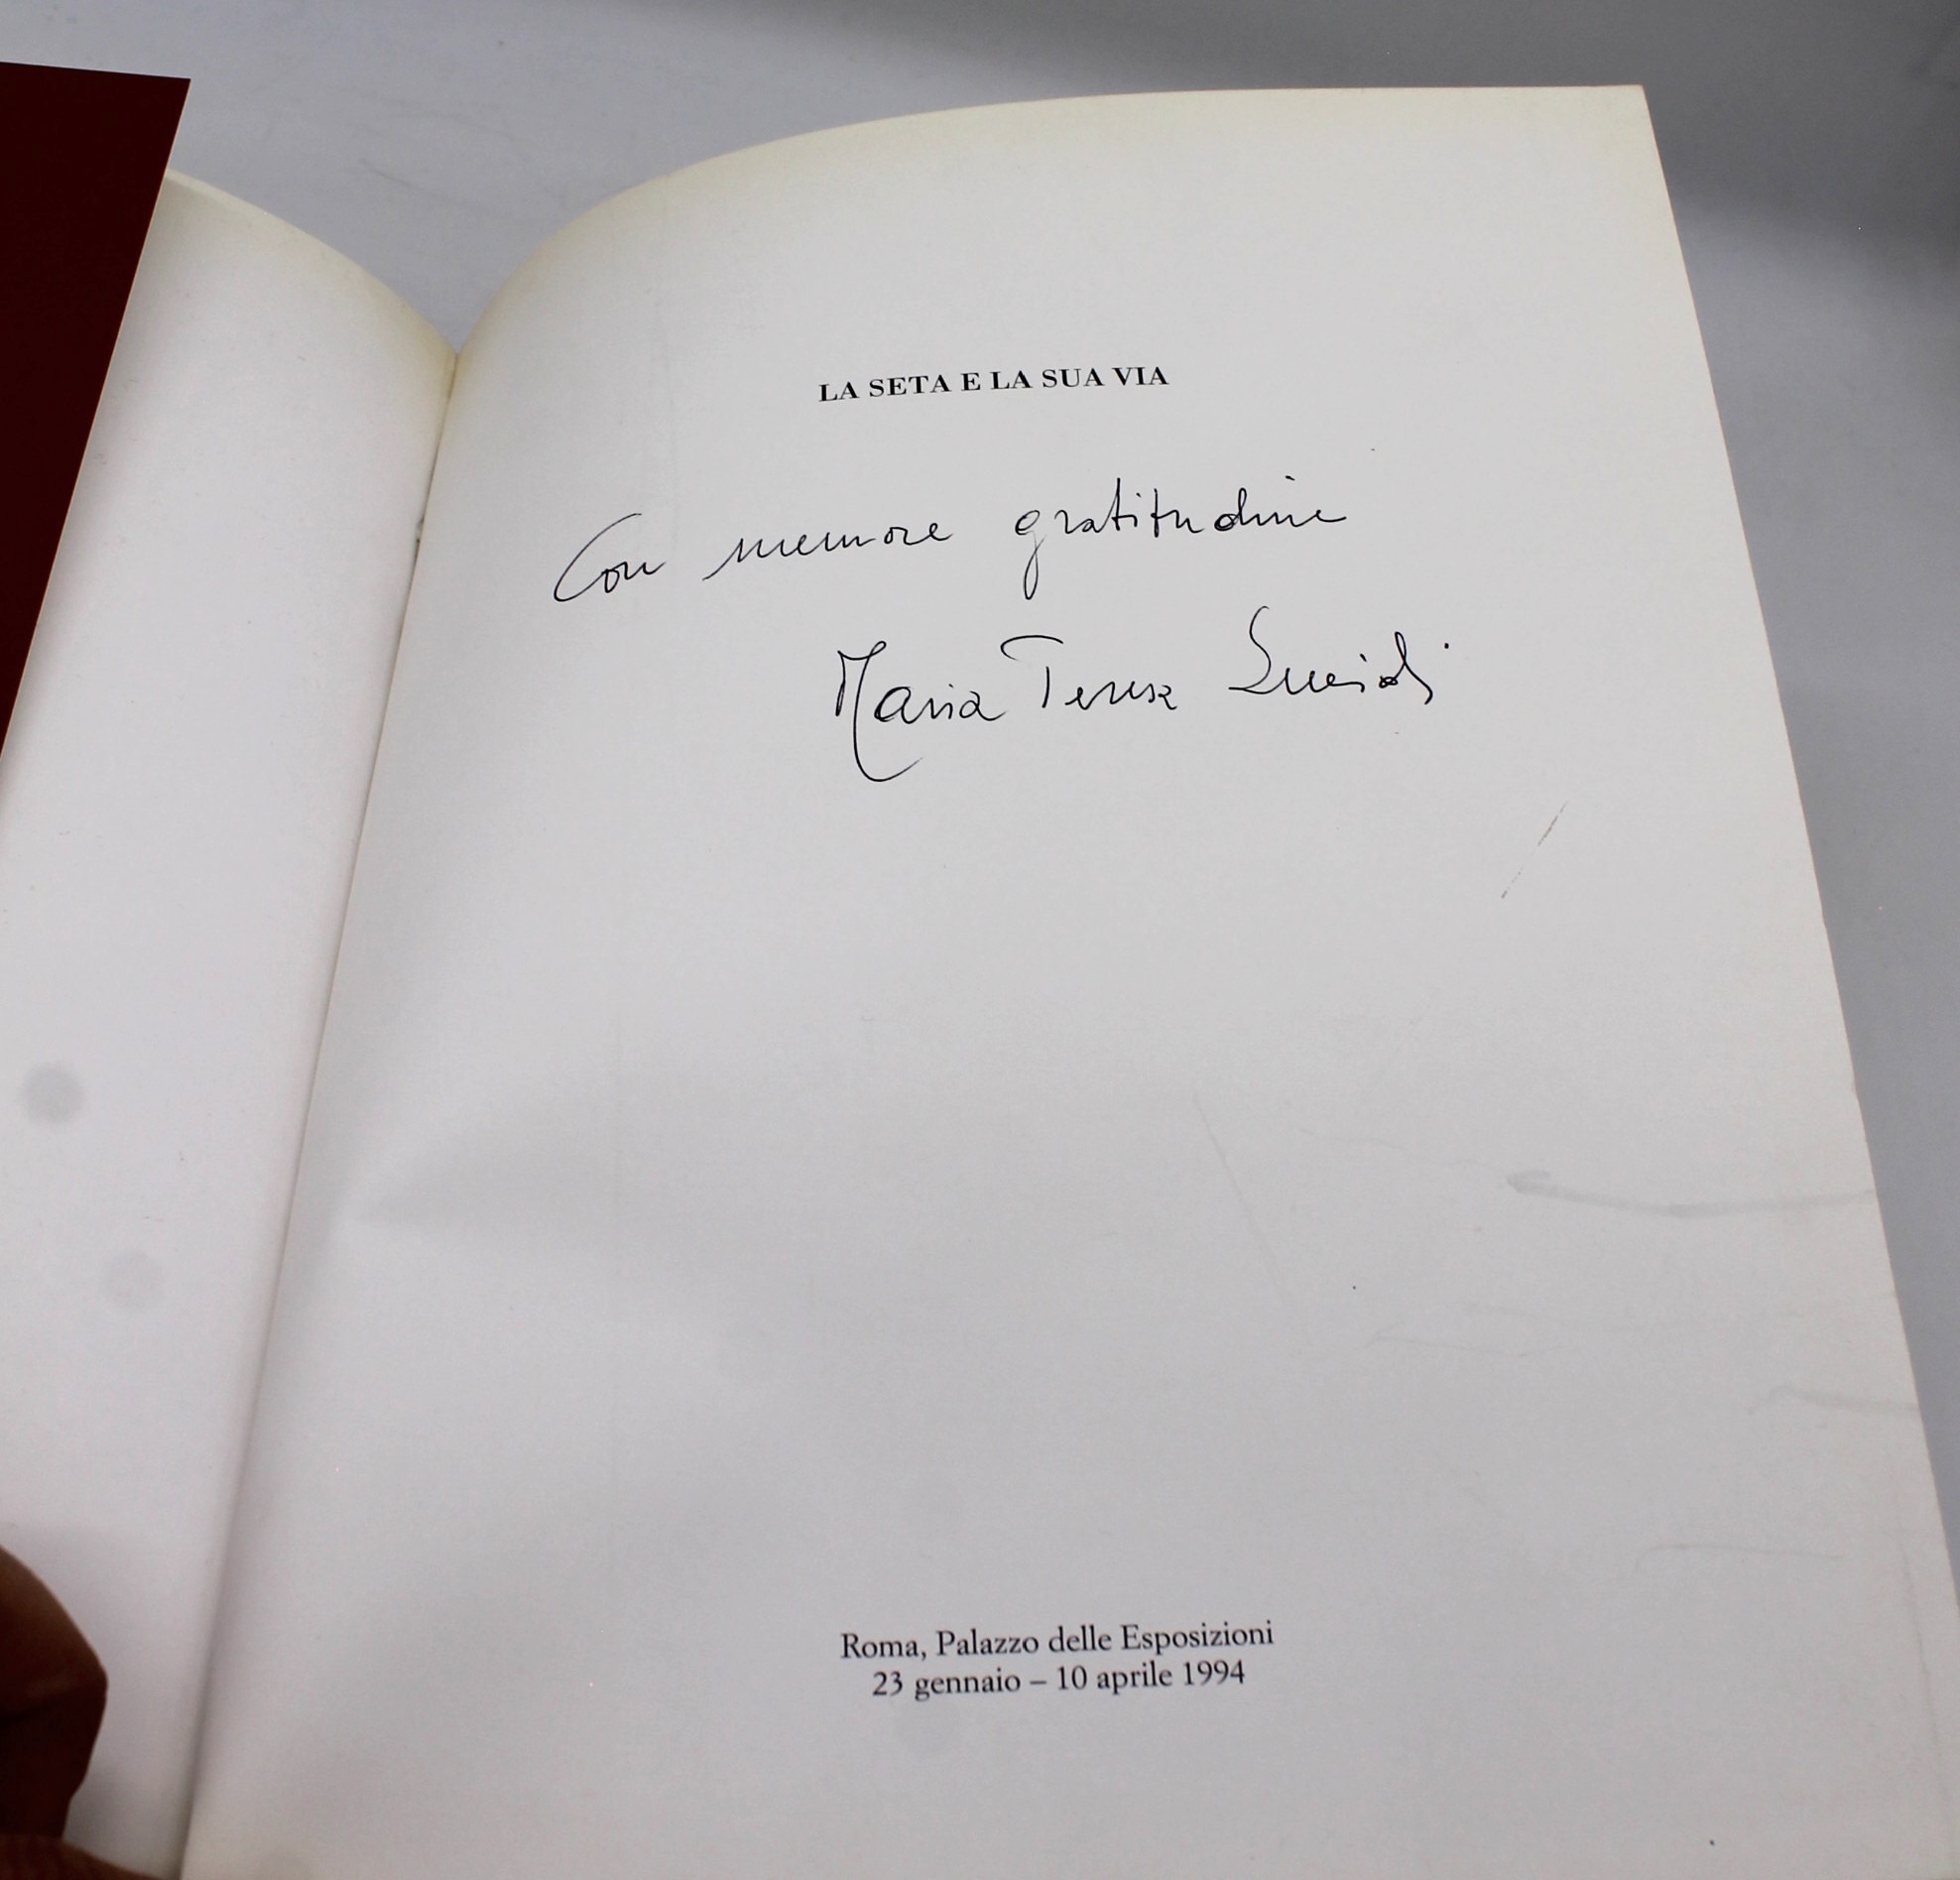 LA SETA E LA SUA VIA
Con memore gratitudine
Maria Teresa Lucidi
Roma, Palazzo delle Esposizioni
23 gennaio – 10 aprile 1994